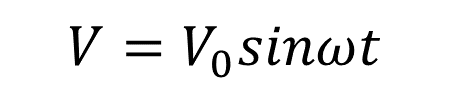 V = V₀sinωt